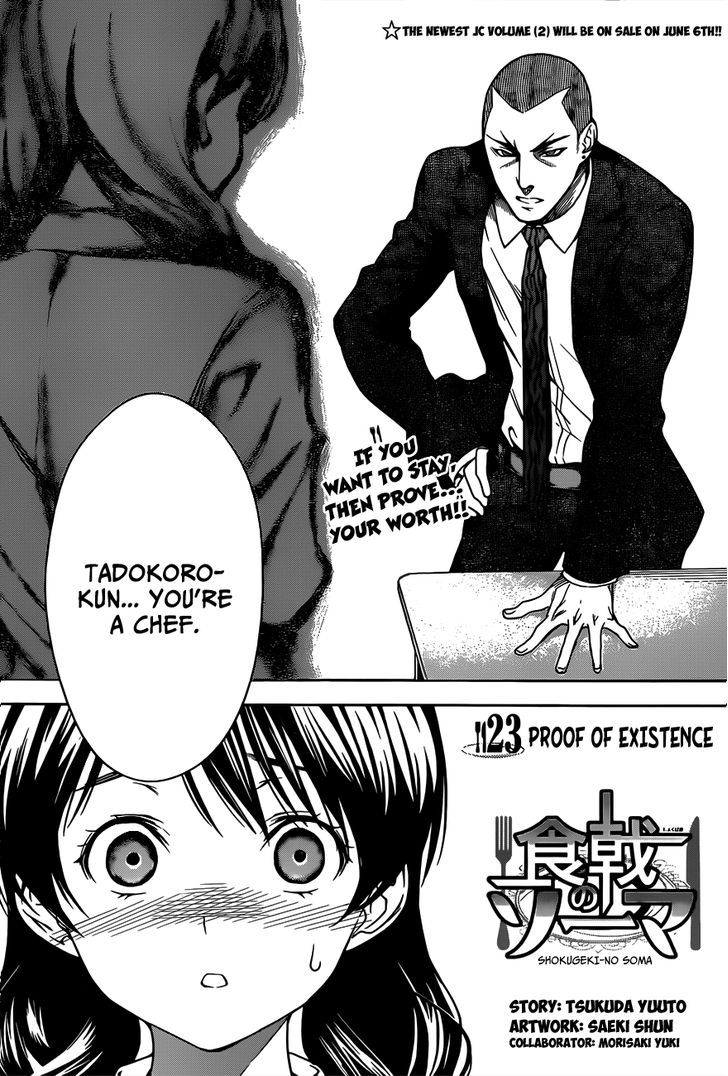 ☆THE NEWEST JC VOLUME (2) WILL BE ON SALE ON JUNE 6TH!!
IF YOU
WANT TO STAY,
THEN PROVE...
YOUR WORTH!!
TADOKORO-
KUN... YOU'RE
A CHEF.
23 PROOF OF EXISTENCE
食戟の
ソーマ
SHOKUGEKI-NO SOMA
STORY: TSUKUDA YUUTO
ARTWORK: SAEKI SHUN
COLLABORATOR: MORISAKI YUKI